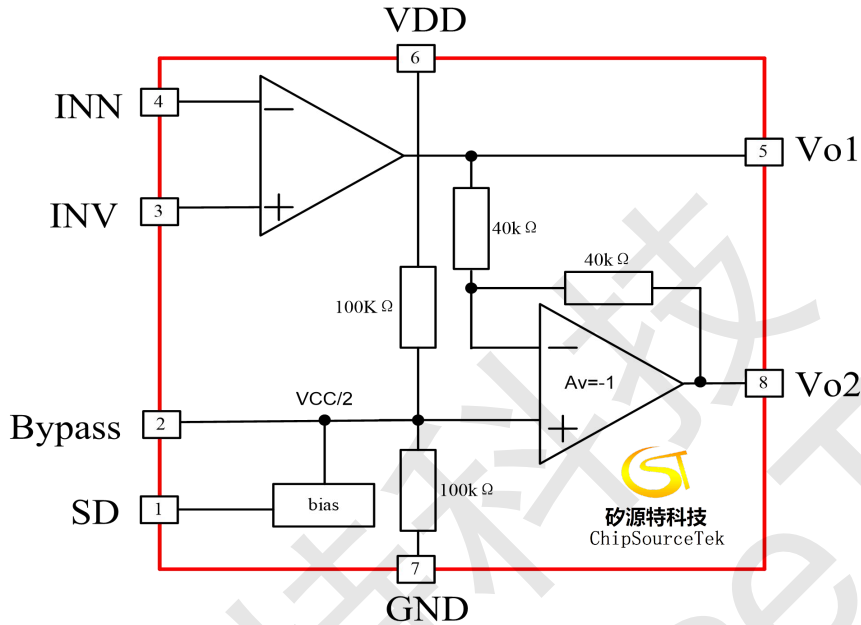 VDD
6
INN
4
5
Vo1
INV
3
40k Ω
40k Ω
100K Ω
Av=-1
8
Vo2
VCC/2
Bypass
2
100k Ω
SD
1
bias
矽源特科技
ChipSourceTek
7
GND